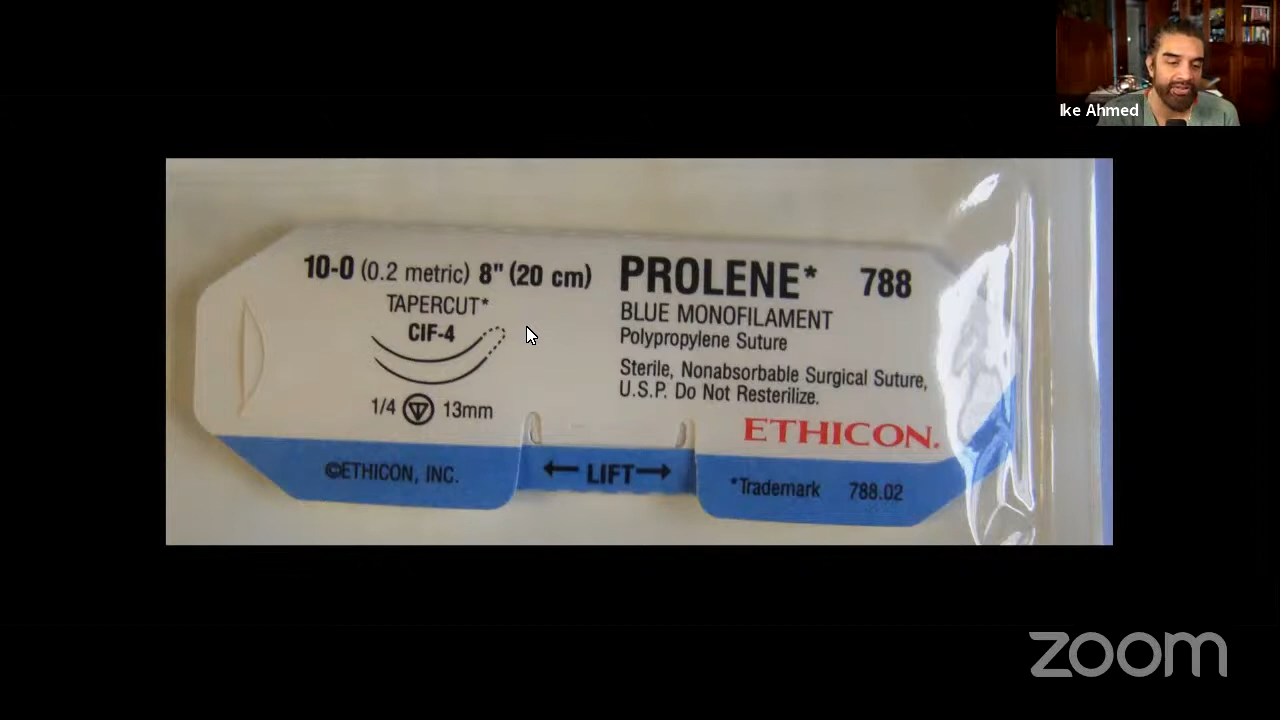 Ike Ahmed
10-0 (0.2 metric) 8" (20 cm)
TAPERCUT*
CIF-4
1/4 13mm
PROLENE* 788
BLUE MONOFILAMENT
Polypropylene Suture
Sterile, Nonabsorbable Surgical Suture,
U.S.P. Do Not Resterilize.
ETHICON.
©ETHICON, INC.
← LIFT →
*Trademark 788.02
zoom